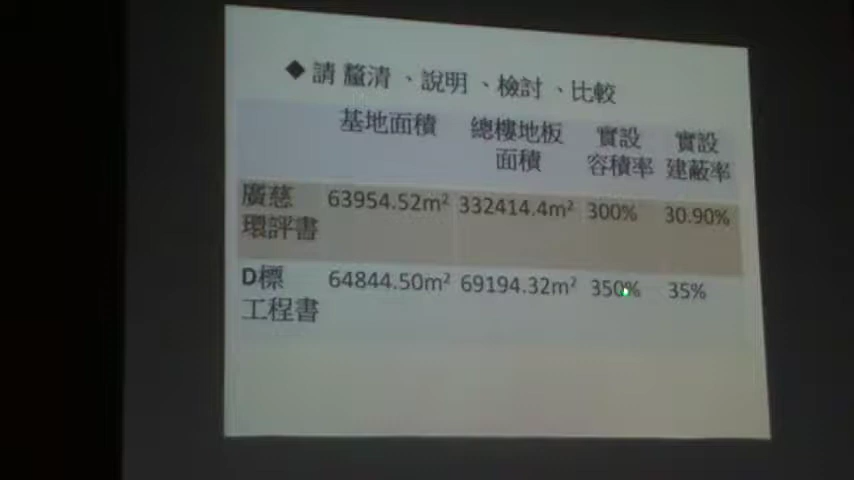 ◆請 釐清 、說明 、檢討 、比較
基地面積 總樓地板面積 實設容積率 實設建蔽率
廣慈環評書 63954.52m² 332414.4m² 300% 30.90%
D標工程書 64844.50m² 69194.32m² 350% 35%